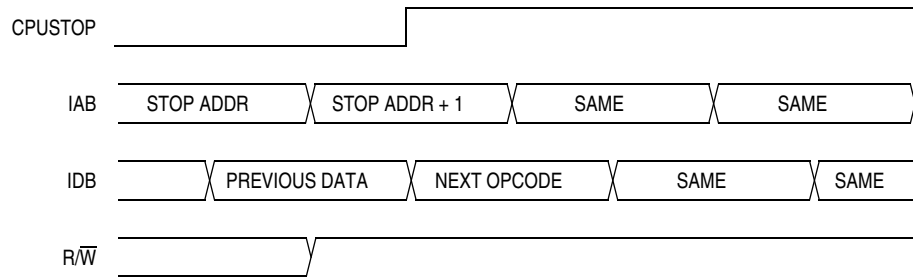 CPUSTOP
IAB STOP ADDR STOP ADDR + 1 SAME SAME
IDB PREVIOUS DATA NEXT OPCODE SAME SAME
R/W̅